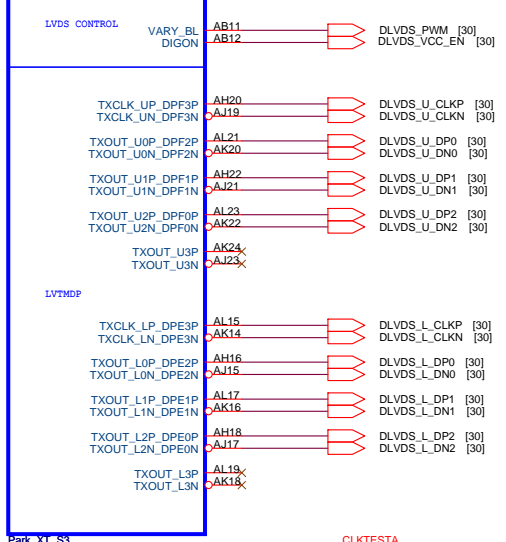 LVDS CONTROL
VARY_BL AB11 DLVDS_PWM [30]
DIGON AB12 DLVDS_VCC_EN [30]
TXCLK_UP_DPF3P AH20 DLVDS_U_CLKP [30]
TXCLK_UN_DPF3N AJ19 DLVDS_U_CLKN [30]
TXOUT_U0P_DPF2P AL21 DLVDS_U_DP0 [30]
TXOUT_U0N_DPF2N AK20 DLVDS_U_DN0 [30]
TXOUT_U1P_DPF1P AH22 DLVDS_U_DP1 [30]
TXOUT_U1N_DPF1N AJ21 DLVDS_U_DN1 [30]
TXOUT_U2P_DPF0P AL23 DLVDS_U_DP2 [30]
TXOUT_U2N_DPF0N AK22 DLVDS_U_DN2 [30]
TXOUT_U3P AK24
TXOUT_U3N AJ23
LVTMDP
TXCLK_LP_DPE3P AL15 DLVDS_L_CLKP [30]
TXCLK_LN_DPE3N AK14 DLVDS_L_CLKN [30]
TXOUT_L0P_DPE2P AH16 DLVDS_L_DP0 [30]
TXOUT_L0N_DPE2N AJ15 DLVDS_L_DN0 [30]
TXOUT_L1P_DPE1P AL17 DLVDS_L_DP1 [30]
TXOUT_L1N_DPE1N AK16 DLVDS_L_DN1 [30]
TXOUT_L2P_DPE0P AH18 DLVDS_L_DP2 [30]
TXOUT_L2N_DPE0N AJ17 DLVDS_L_DN2 [30]
TXOUT_L3P AL19
TXOUT_L3N AK18
Park_XT_S3 CLKTESTA